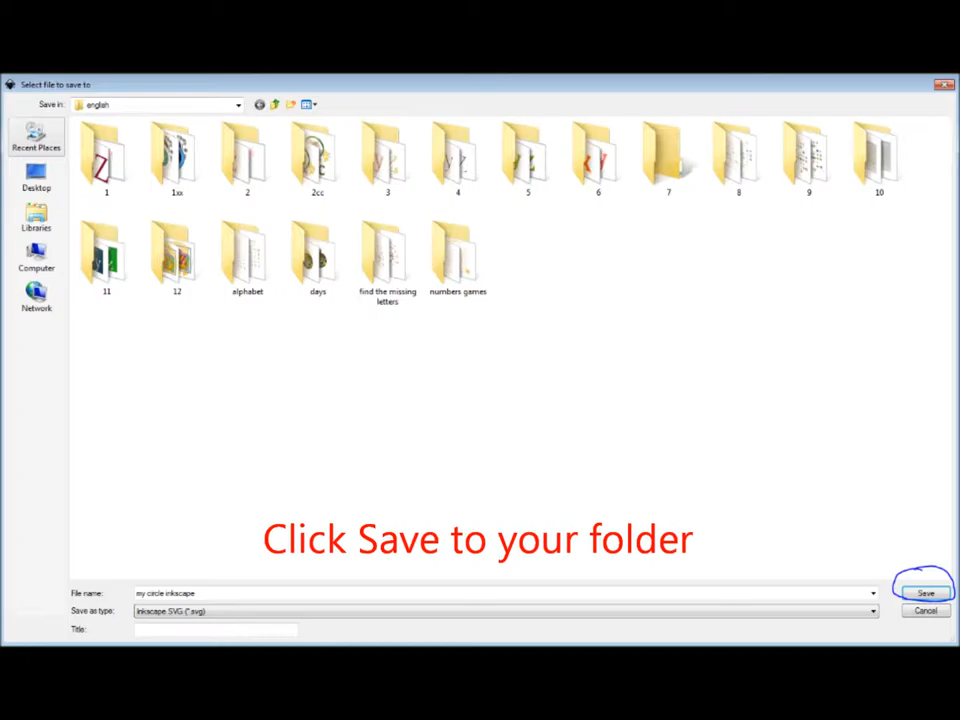 Select file to save to
Save in: english
Recent Places
Desktop
Libraries
Computer
Network
1 1xx 2 2cc 3 4 5 6 7 8 9 10
11 12 alphabet days find the missing letters numbers games
Click Save to your folder
File name: my circle inkscape Save
Save as type: Inkscape SVG (*.svg) Cancel
Title: